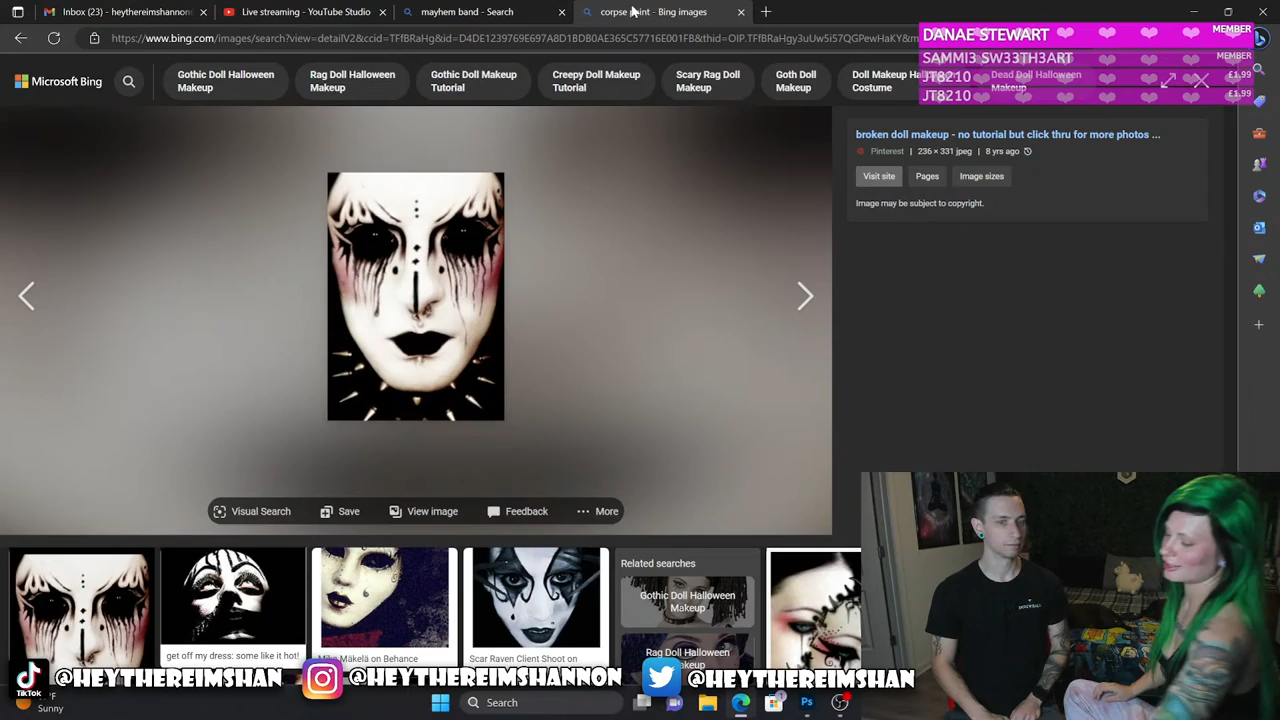 Inbox (23) - heythereimshannon
Live streaming - YouTube Studio
mayhem band - Search
corpse paint - Bing images
https://www.bing.com/images/search?view=detailV2&ccid=TFfBRaHg&id=
DANAE STEWART MEMBER
SAMMI3 SW33TH3ART MEMBER
JT8210 £1.99
JT8210 £1.99
Microsoft Bing
Gothic Doll Halloween Makeup
Rag Doll Halloween Makeup
Gothic Doll Makeup Tutorial
Creepy Doll Makeup Tutorial
Scary Rag Doll Makeup
Goth Doll Makeup
Doll Makeup Halloween Costume
Dead Doll Halloween Makeup
broken doll makeup - no tutorial but click thru for more photos ...
Pinterest | 236 × 331 jpeg | 8 yrs ago
Visit site Pages Image sizes
Image may be subject to copyright.
Visual Search Save View image Feedback More
Related searches
Gothic Doll Halloween Makeup
Rag Doll Halloween Makeup
get off my dress: some like it hot!
Mika Mäkelä on Behance
Scar Raven Client Shoot on
TikTok
@HEYTHEREIMSHAN
@HEYTHEREIMSHANNON
@HEYTHEREIMSHAN
Sunny
Search
Ps